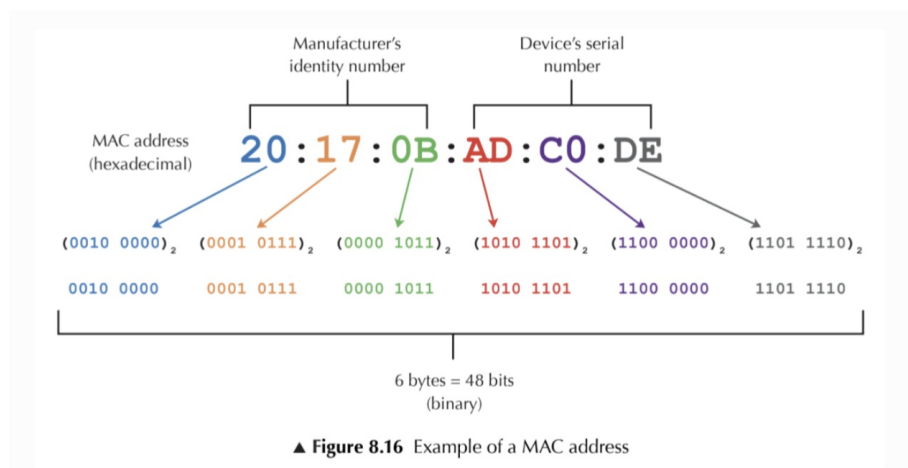 Manufacturer's
identity number
Device's serial
number
MAC address
(hexadecimal)
20:17:0B:AD:C0:DE
(0010 0000)₂ (0001 0111)₂ (0000 1011)₂ (1010 1101)₂ (1100 0000)₂ (1101 1110)₂
0010 0000 0001 0111 0000 1011 1010 1101 1100 0000 1101 1110
6 bytes = 48 bits
(binary)
▲ Figure 8.16 Example of a MAC address